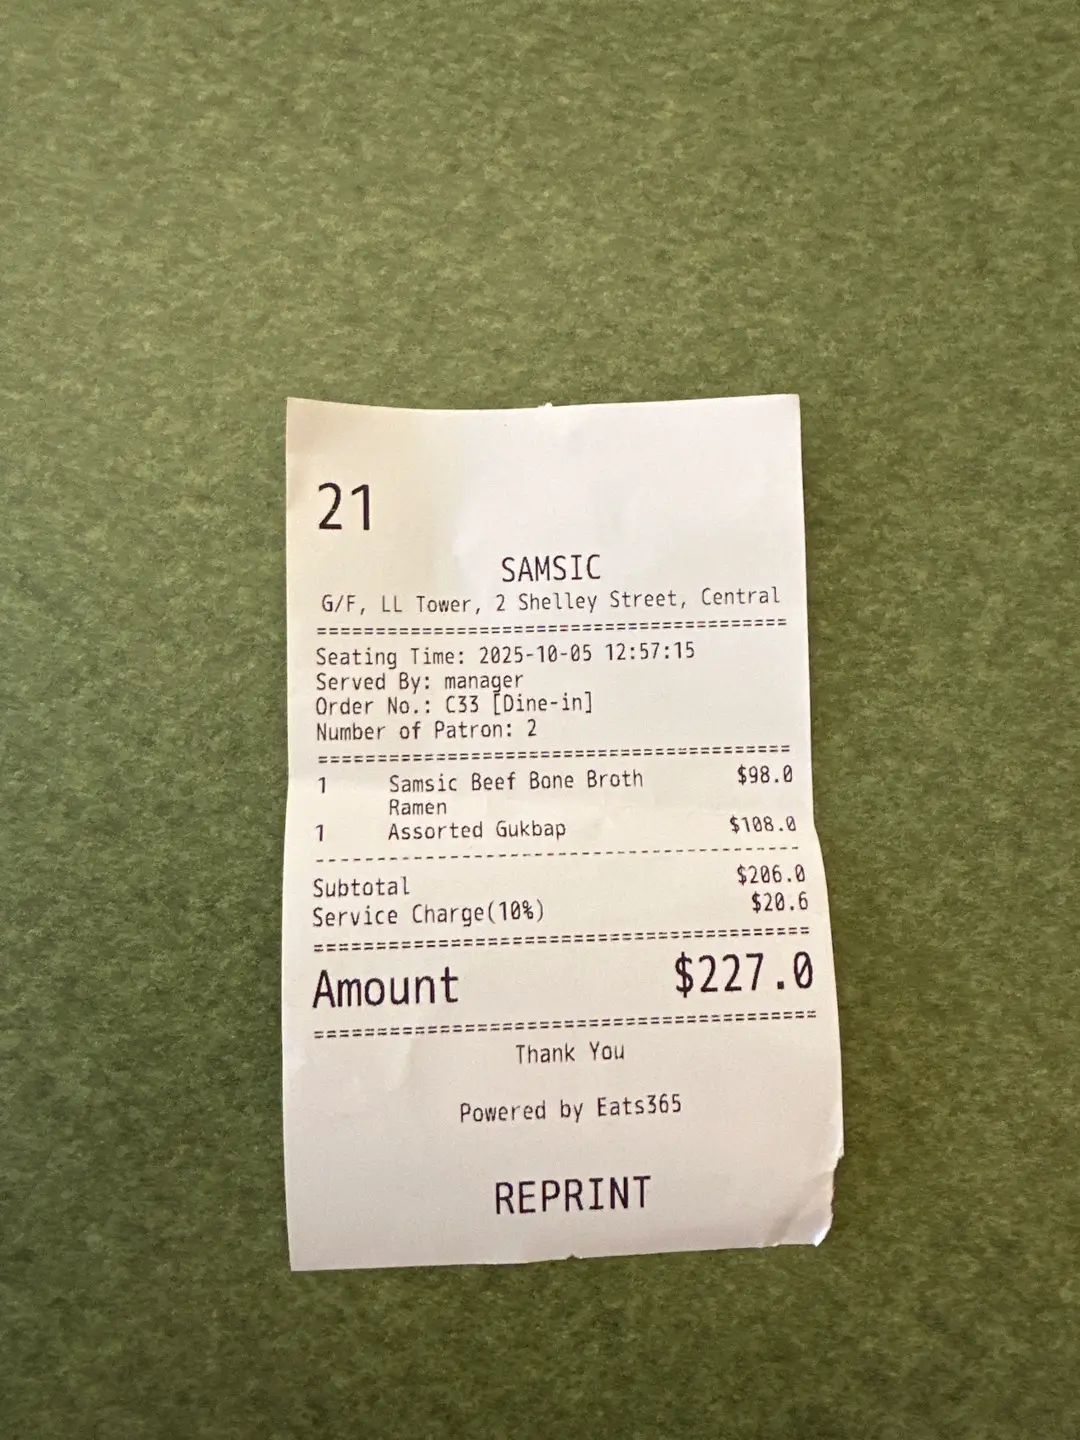 21
SAMSIC
G/F, LL Tower, 2 Shelley Street, Central
========================================
Seating Time: 2025-10-05 12:57:15
Served By: manager
Order No.: C33 [Dine-in]
Number of Patron: 2
========================================
1 Samsic Beef Bone Broth $98.0
Ramen
1 Assorted Gukbap $108.0
----------------------------------------
Subtotal $206.0
Service Charge(10%) $20.6
========================================
Amount $227.0
========================================
Thank You
Powered by Eats365
REPRINT